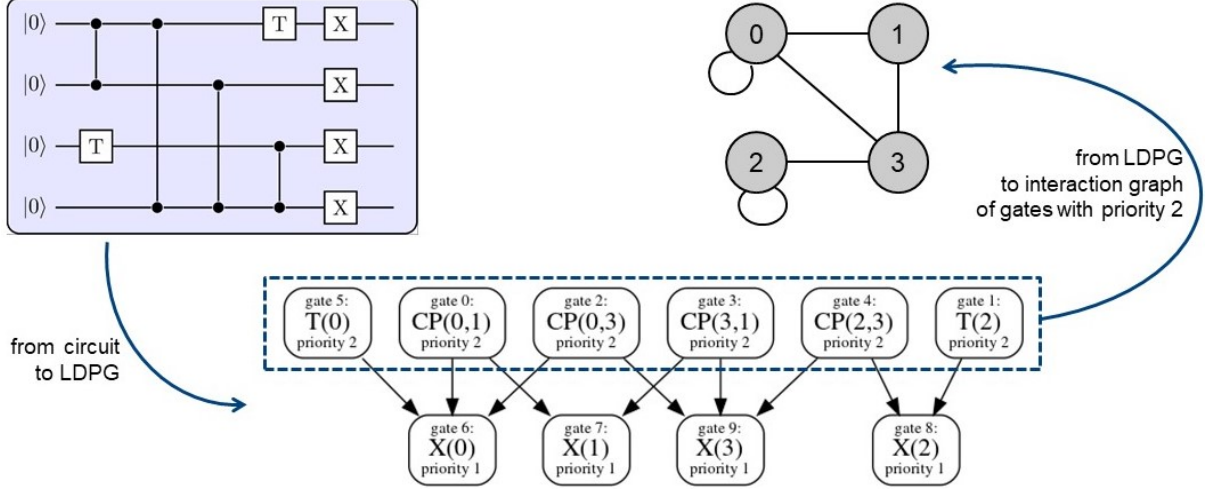 |0⟩ T X
|0⟩ X
|0⟩ T X
|0⟩ X
0 1
2 3
from LDPG
to interaction graph
of gates with priority 2
from circuit
to LDPG
gate 5:
T(0)
priority 2
gate 0:
CP(0,1)
priority 2
gate 2:
CP(0,3)
priority 2
gate 3:
CP(3,1)
priority 2
gate 4:
CP(2,3)
priority 2
gate 1:
T(2)
priority 2
gate 6:
X(0)
priority 1
gate 7:
X(1)
priority 1
gate 9:
X(3)
priority 1
gate 8:
X(2)
priority 1